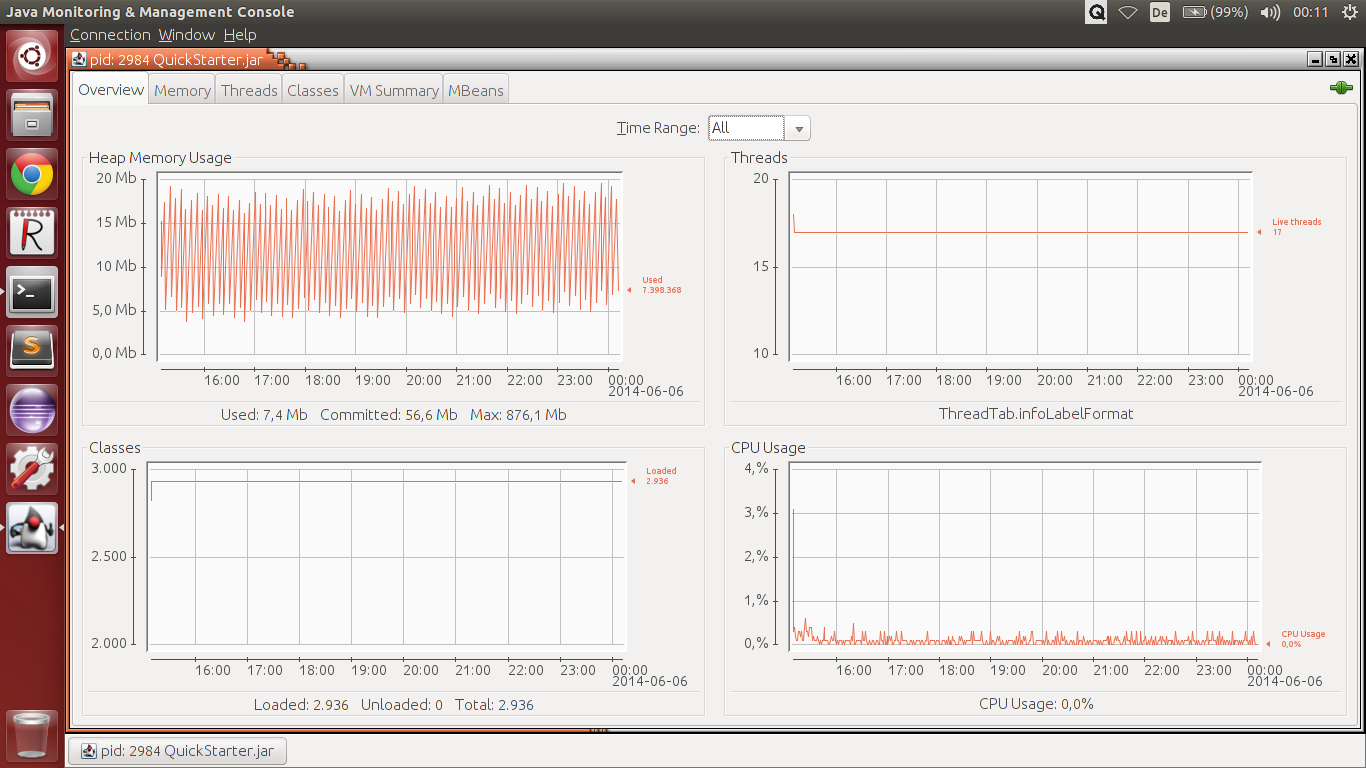 Java Monitoring & Management Console
Q De (99%) 00:11
Connection Window Help
pid: 2984 QuickStarter.jar
Overview Memory Threads Classes VM Summary MBeans
Time Range: All
Heap Memory Usage
20 Mb
15 Mb
10 Mb
5,0 Mb
0,0 Mb
Used
7.398.368
16:00 17:00 18:00 19:00 20:00 21:00 22:00 23:00 00:00
2014-06-06
Used: 7,4 Mb Committed: 56,6 Mb Max: 876,1 Mb
Threads
20
15
10
Live threads
17
16:00 17:00 18:00 19:00 20:00 21:00 22:00 23:00 00:00
2014-06-06
ThreadTab.infoLabelFormat
Classes
3.000
2.500
2.000
Loaded
2.936
16:00 17:00 18:00 19:00 20:00 21:00 22:00 23:00 00:00
2014-06-06
Loaded: 2.936 Unloaded: 0 Total: 2.936
CPU Usage
4,%
3,%
2,%
1,%
0,%
CPU Usage
0,0%
16:00 17:00 18:00 19:00 20:00 21:00 22:00 23:00 00:00
2014-06-06
CPU Usage: 0,0%
pid: 2984 QuickStarter.jar
R
>_
S